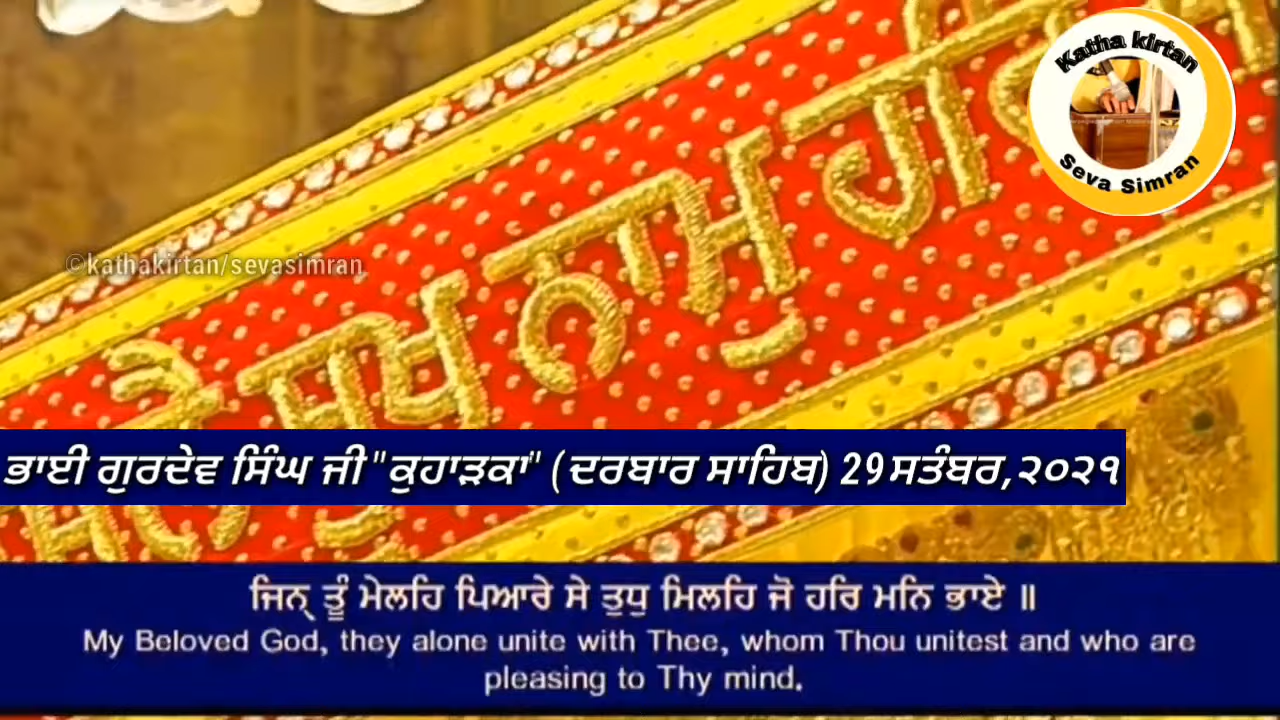 Katha kirtan
Seva Simran
©kathakirtan/sevasimran
ਸੁਖ ਨਾਮੁ ਹਰਿ
ਭਾਈ ਗੁਰਦੇਵ ਸਿੰਘ ਜੀ "ਕੁਹਾੜਕਾ" (ਦਰਬਾਰ ਸਾਹਿਬ) 29 ਸਤੰਬਰ,੨੦੨੧
ਜਿਨੑ ਤੂੰ ਮੇਲਹਿ ਪਿਆਰੇ ਸੇ ਤੁਧੁ ਮਿਲਹਿ ਜੋ ਹਰਿ ਮਨਿ ਭਾਏ ॥
My Beloved God, they alone unite with Thee, whom Thou unitest and who are
pleasing to Thy mind.